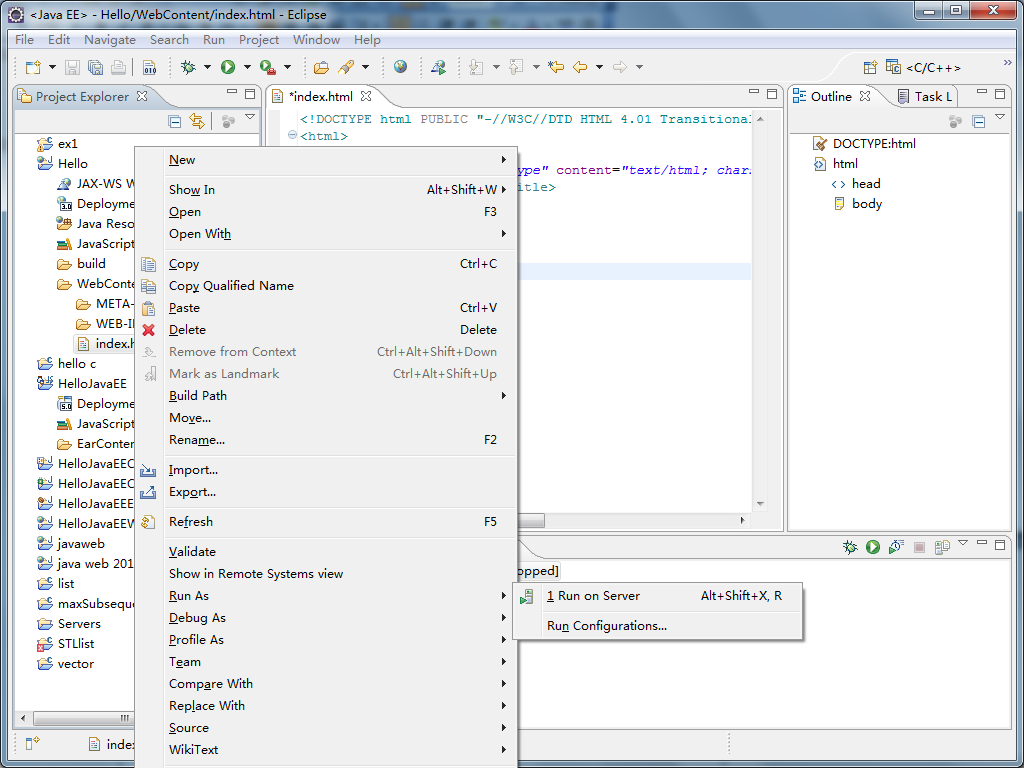 <Java EE> - Hello/WebContent/index.html - Eclipse
File Edit Navigate Search Run Project Window Help
<C/C++>
Project Explorer
*index.html
Outline
Task L
<!DOCTYPE html PUBLIC "-//W3C//DTD HTML 4.01 Transitional
<html>
ype" content="text/html; char
itle>
DOCTYPE:html
html
head
body
ex1
Hello
JAX-WS W
Deployme
Java Reso
JavaScript
build
WebConte
META-
WEB-I
index.h
hello c
HelloJavaEE
Deployme
JavaScript
EarConter
HelloJavaEEC
HelloJavaEEC
HelloJavaEEE
HelloJavaEEW
javaweb
java web 201
list
maxSubseque
Servers
STLlist
vector
New
Show In Alt+Shift+W
Open F3
Open With
Copy Ctrl+C
Copy Qualified Name
Paste Ctrl+V
Delete Delete
Remove from Context Ctrl+Alt+Shift+Down
Mark as Landmark Ctrl+Alt+Shift+Up
Build Path
Move...
Rename... F2
Import...
Export...
Refresh F5
Validate
Show in Remote Systems view
Run As
Debug As
Profile As
Team
Compare With
Replace With
Source
WikiText
opped]
1 Run on Server Alt+Shift+X, R
Run Configurations...
index